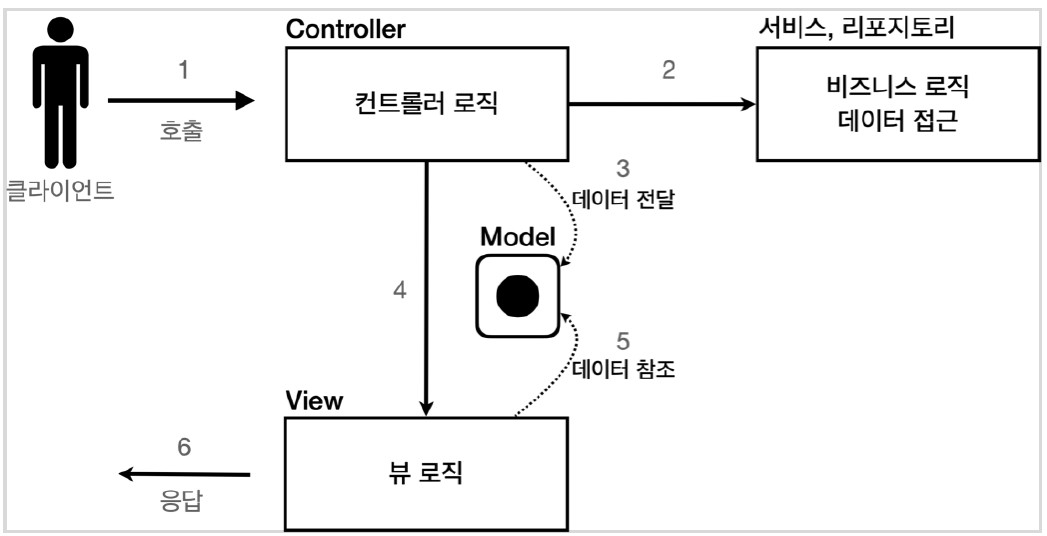 Controller
서비스, 리포지토리
1
호출
컨트롤러 로직
2
비즈니스 로직
데이터 접근
클라이언트
3
데이터 전달
Model
4
5
데이터 참조
View
6
응답
뷰 로직